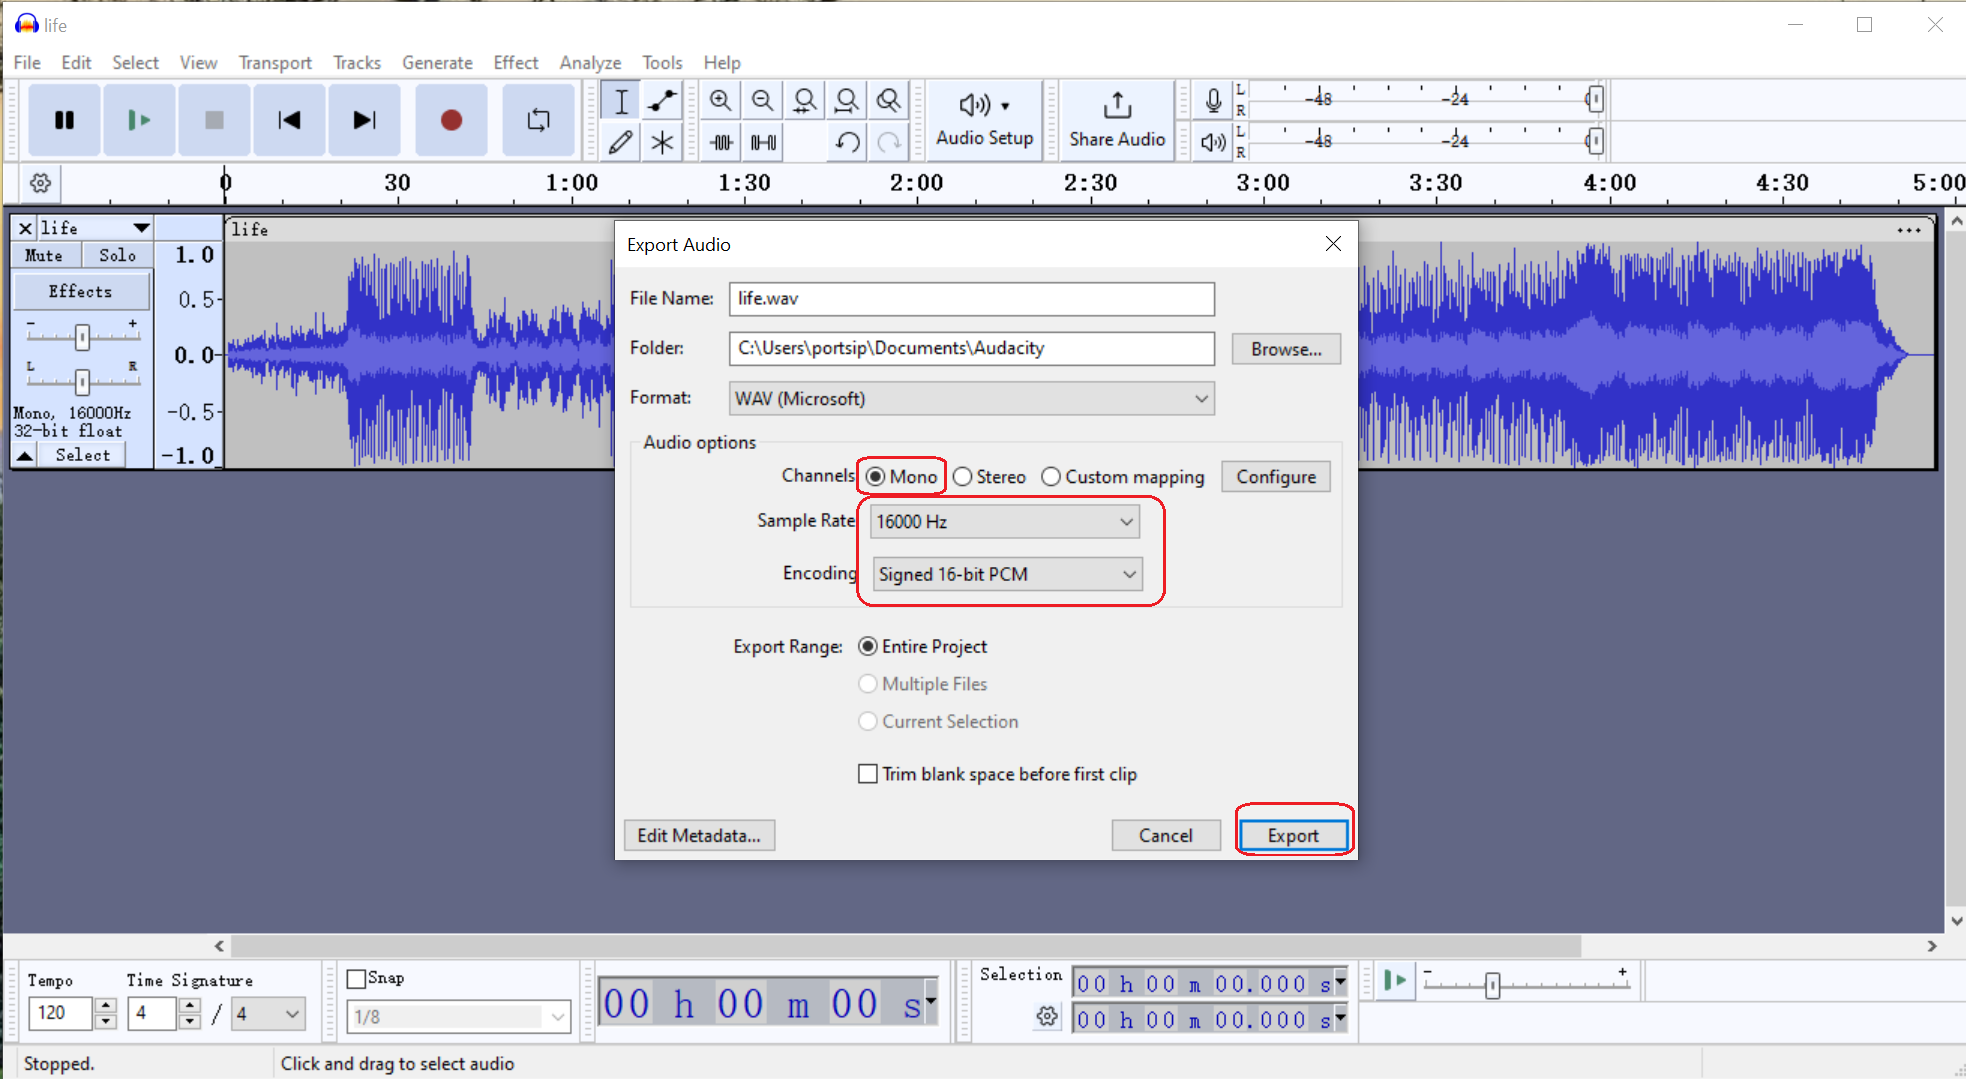 life
File Edit Select View Transport Tracks Generate Effect Analyze Tools Help
Audio Setup
Share Audio
L
R
-48 -24 0
L
R
-48 -24 0
0 30 1:00 1:30 2:00 2:30 3:00 3:30 4:00 4:30 5:00
life
Mute Solo
Effects
- +
L R
Mono, 16000Hz
32-bit float
Select
1.0
0.5-
0.0-
-0.5-
-1.0
life
Export Audio
File Name: life.wav
Folder: C:\Users\portsip\Documents\Audacity Browse...
Format: WAV (Microsoft)
Audio options
Channels Mono Stereo Custom mapping Configure
Sample Rate 16000 Hz
Encoding Signed 16-bit PCM
Export Range: Entire Project
Multiple Files
Current Selection
Trim blank space before first clip
Edit Metadata... Cancel Export
Tempo Time Signature
120 4 / 4
Snap
1/8
00 h 00 m 00 s
Selection
00 h 00 m 00.000 s
00 h 00 m 00.000 s
- +
Stopped. Click and drag to select audio